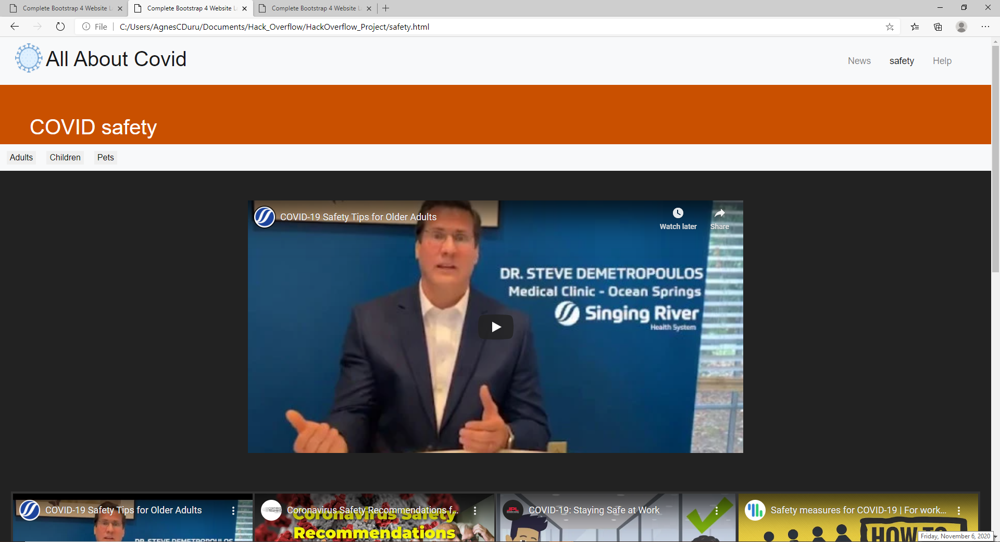 Complete Bootstrap 4 Website L
Complete Bootstrap 4 Website L
Complete Bootstrap 4 Website L
File
C:/Users/AgnesCDuru/Documents/Hack_Overflow/HackOverflow_Project/safety.html
All About Covid
News
safety
Help
COVID safety
Adults
Children
Pets
COVID-19 Safety Tips for Older Adults
Watch later
Share
DR. STEVE DEMETROPOULOS
Medical Clinic - Ocean Springs
Singing River
Health System
COVID-19 Safety Tips for Older Adults
DR. STEVE DEMETROPOULOS
Coronavirus Safety Recommendations f...
Coronavirus Safety
Recommendations
JPL
COVID-19: Staying Safe at Work
Safety measures for COVID-19 | For work...
HOW TO
Friday, November 6, 2020